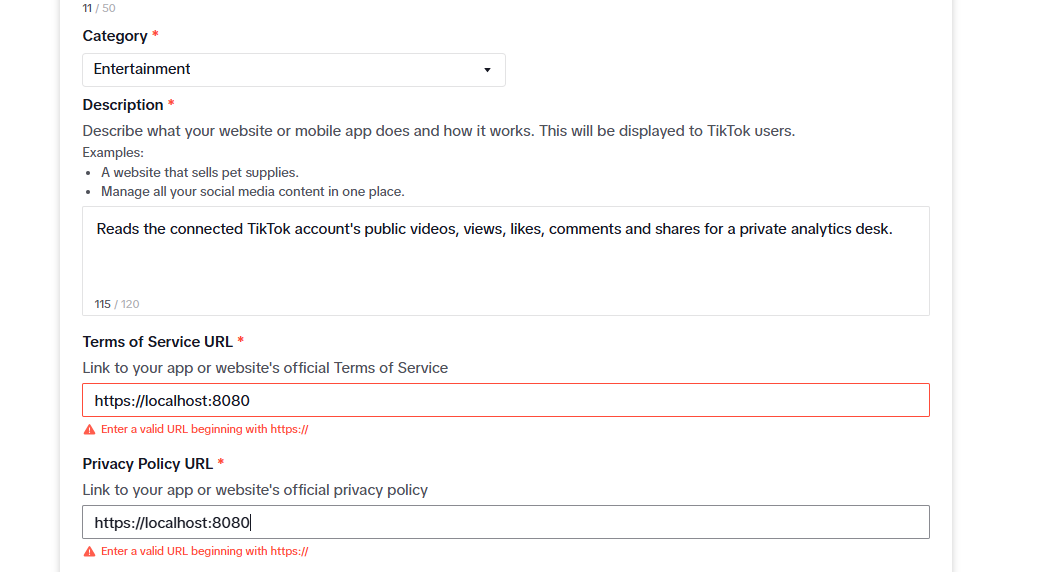 11 / 50
Category *
Entertainment
Description *
Describe what your website or mobile app does and how it works. This will be displayed to TikTok users.
Examples:
• A website that sells pet supplies.
• Manage all your social media content in one place.
Reads the connected TikTok account's public videos, views, likes, comments and shares for a private analytics desk.
115 / 120
Terms of Service URL *
Link to your app or website's official Terms of Service
https://localhost:8080
Enter a valid URL beginning with https://
Privacy Policy URL *
Link to your app or website's official privacy policy
https://localhost:8080
Enter a valid URL beginning with https://